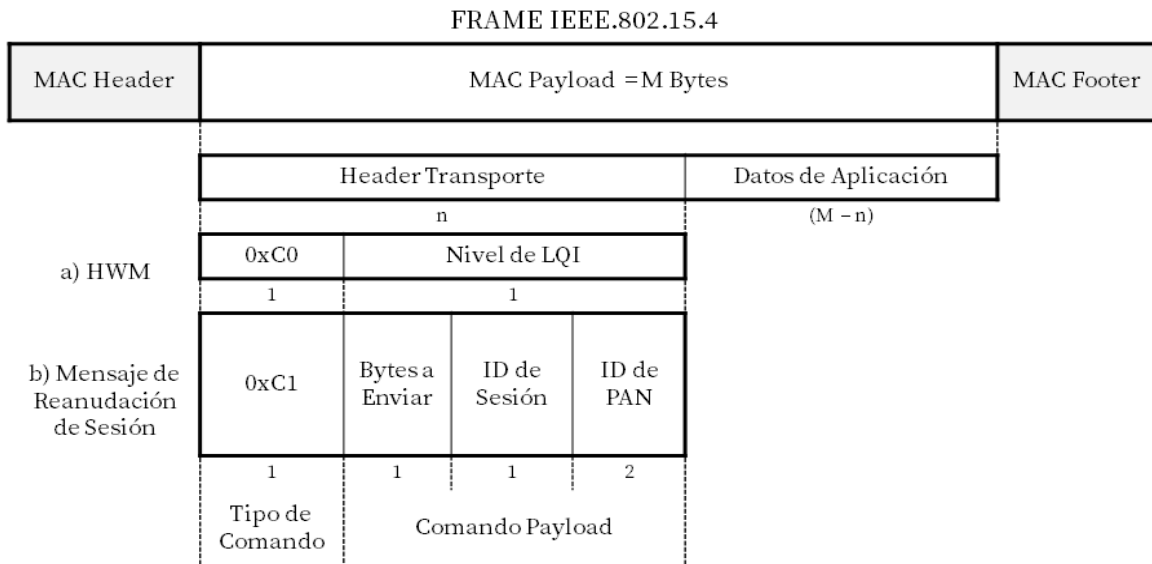 FRAME IEEE.802.15.4
MAC Header
MAC Payload =M Bytes
MAC Footer
Header Transporte
Datos de Aplicación
n
(M – n)
a) HWM
0xC0
Nivel de LQI
1
1
b) Mensaje de
Reanudación
de Sesión
0xC1
Bytes a
Enviar
ID de
Sesión
ID de
PAN
1
1
1
2
Tipo de
Comando
Comando Payload